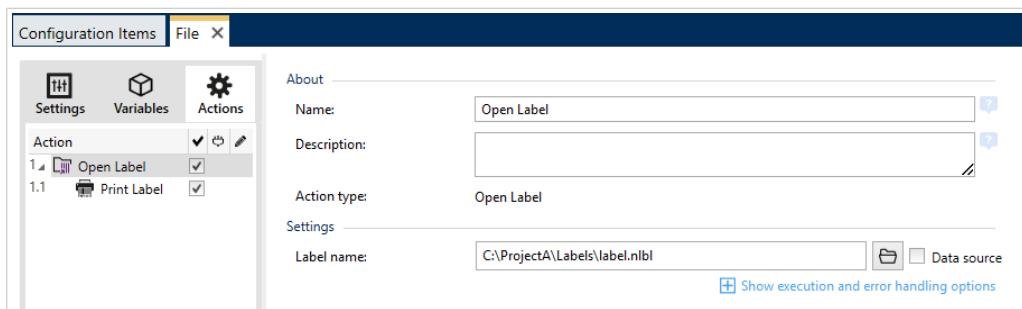 Configuration Items File
Settings Variables Actions
Action
1 Open Label
1.1 Print Label
About
Name: Open Label ?
Description: ?
Action type: Open Label
Settings
Label name: C:\ProjectA\Labels\label.nlbl Data source
Show execution and error handling options